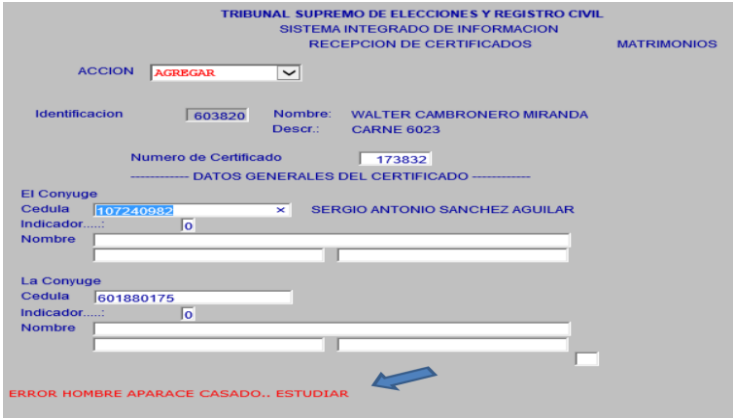 TRIBUNAL SUPREMO DE ELECCIONES Y REGISTRO CIVIL
SISTEMA INTEGRADO DE INFORMACION
RECEPCION DE CERTIFICADOS MATRIMONIOS
ACCION AGREGAR
Identificacion 603820 Nombre: WALTER CAMBRONERO MIRANDA
Descr.: CARNE 6023
Numero de Certificado 173832
------------ DATOS GENERALES DEL CERTIFICADO ------------
El Conyuge
Cedula 107240982 × SERGIO ANTONIO SANCHEZ AGUILAR
Indicador....: 0
Nombre
La Conyuge
Cedula 601880175
Indicador....: 0
Nombre
ERROR HOMBRE APARACE CASADO.. ESTUDIAR